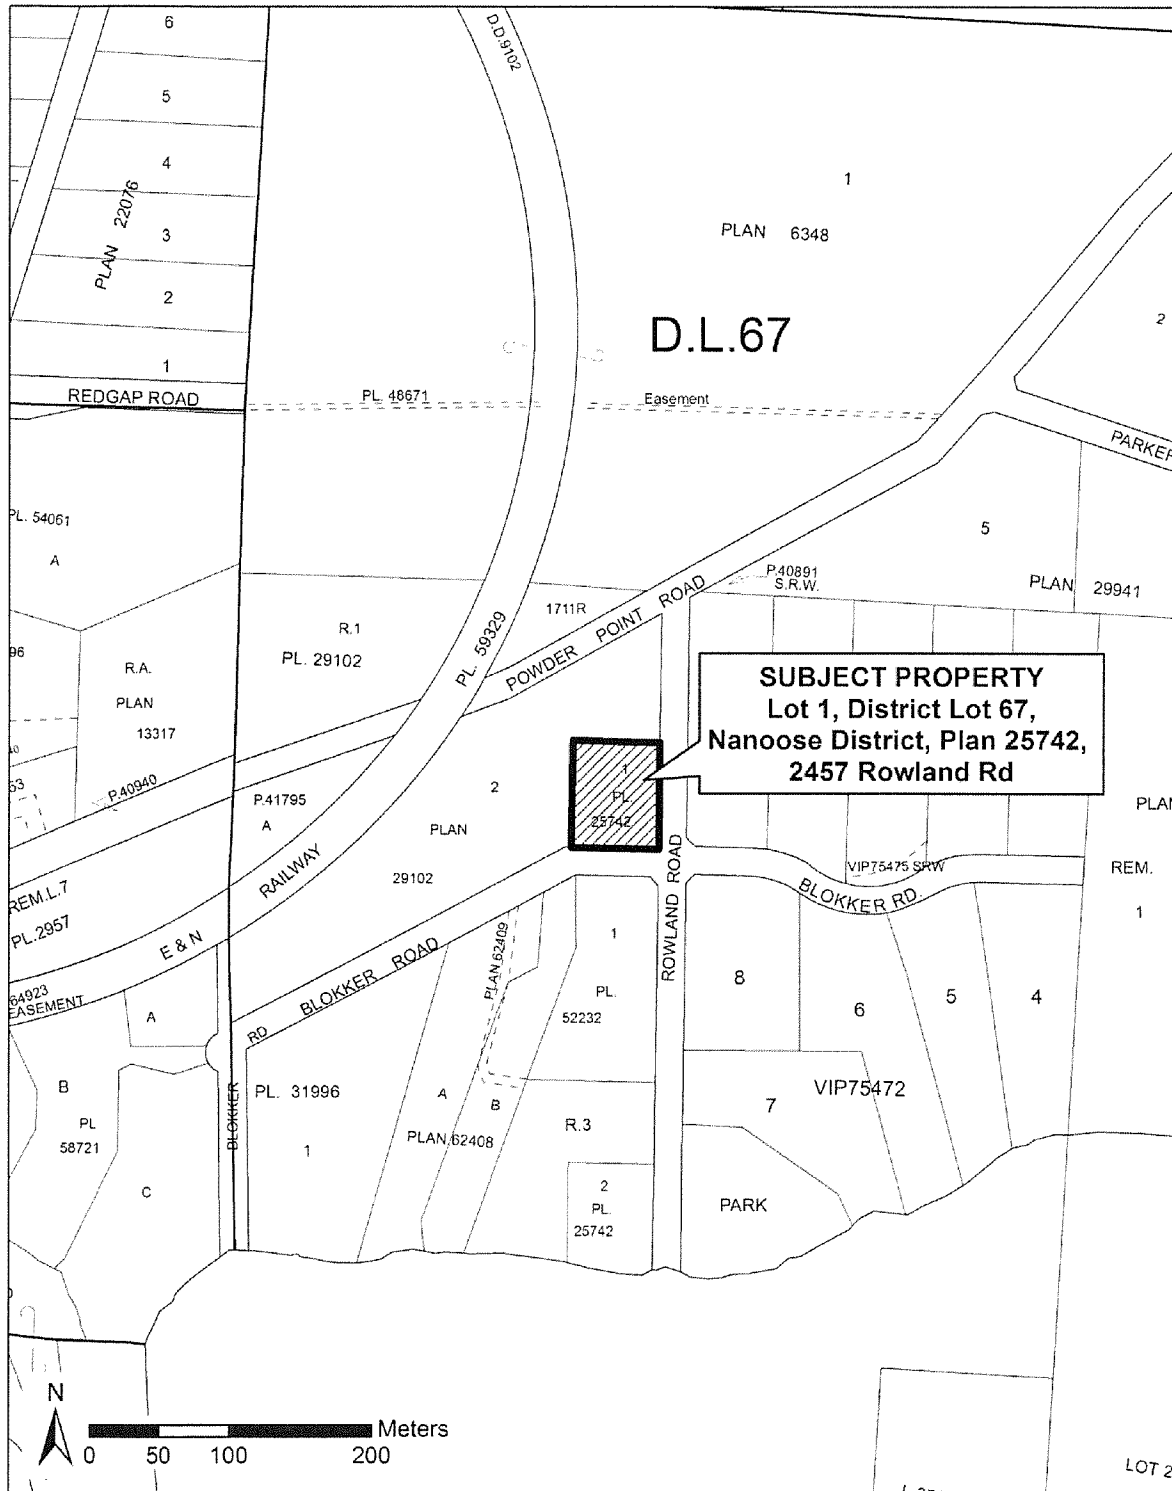 6
D.D.9102
5
4
1
PLAN 22076
3
PLAN 6348
2
D.L.67
2
1
REDGAP ROAD
PL. 48671
Easement
PARKER
PL. 54061
5
A
P.40891
S.R.W.
PLAN 29941
1711R
R.1
PL. 29102
PL. 59329
POWDER POINT ROAD
96
R.A.
PLAN
13317
SUBJECT PROPERTY
Lot 1, District Lot 67,
Nanoose District, Plan 25742,
2457 Rowland Rd
1
PL.
25742
53
P.40940
P.41795
A
2
PLAN
29102
PLAN
REM.
1
VIP75475 SRW
BLOKKER RD.
RAILWAY
E & N
REM.L.7
PL.2957
64923
EASEMENT
A
BLOKKER ROAD
RD
BLOKKER
PLAN 62409
1
PL.
52232
ROWLAND ROAD
8
6
5
4
VIP75472
7
B
PL
58721
C
PL. 31996
1
A
B
PLAN 62408
R.3
2
PL.
25742
PARK
N
Meters
0 50 100 200
LOT 2